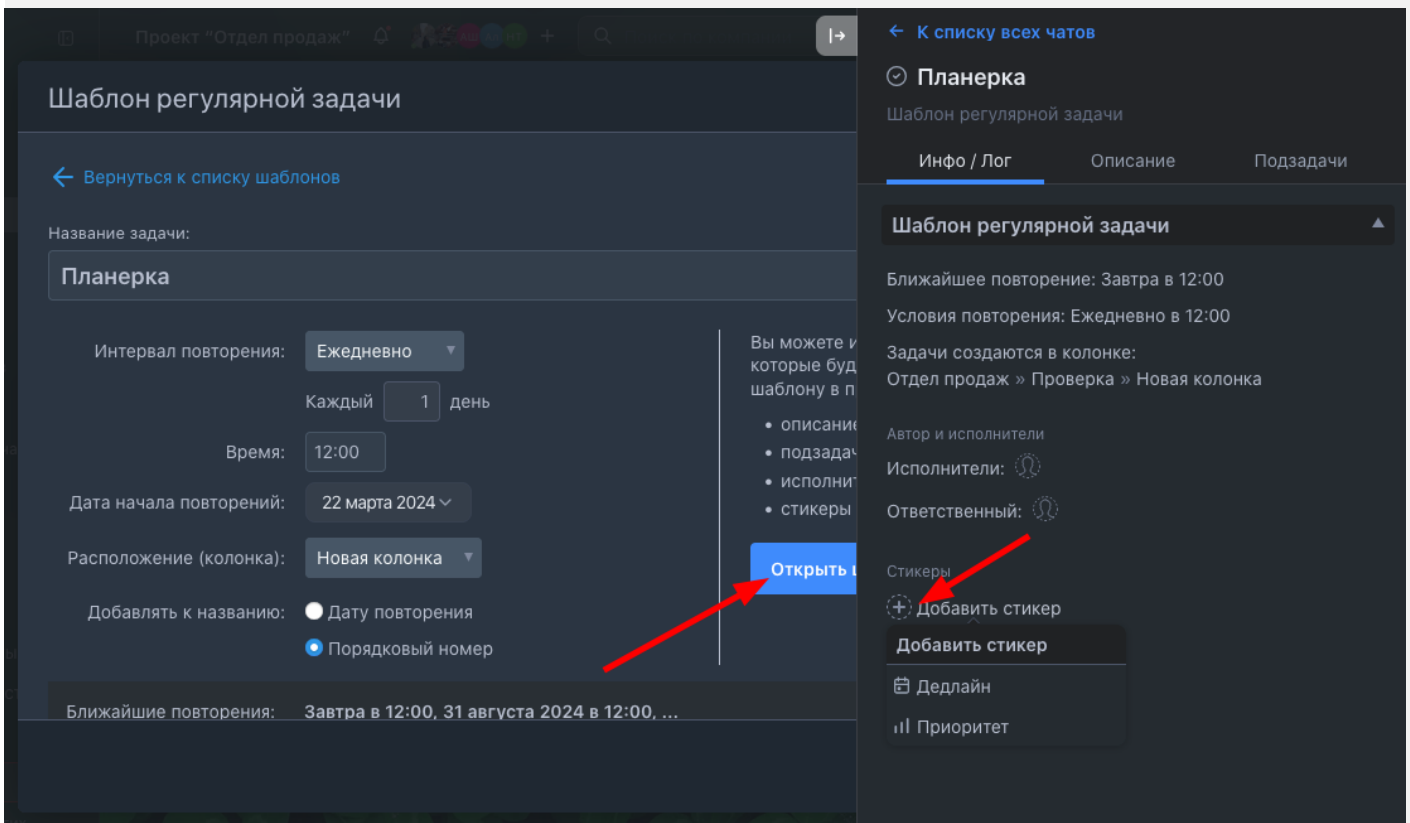 Проект "Отдел продаж"
Шаблон регулярной задачи
Вернуться к списку шаблонов
Название задачи:
Планерка
Интервал повторения: Ежедневно
Каждый 1 день
Время: 12:00
Дата начала повторений: 22 марта 2024
Расположение (колонка): Новая колонка
Добавлять к названию: Дату повторения
Порядковый номер
Ближайшие повторения: Завтра в 12:00, 31 августа 2024 в 12:00, ...
Вы можете и
которые буд
шаблону в п
• описание
• подзадач
• исполнит
• стикеры
Открыть
К списку всех чатов
Планерка
Шаблон регулярной задачи
Инфо / Лог Описание Подзадачи
Шаблон регулярной задачи
Ближайшее повторение: Завтра в 12:00
Условия повторения: Ежедневно в 12:00
Задачи создаются в колонке:
Отдел продаж » Проверка » Новая колонка
Автор и исполнители
Исполнители:
Ответственный:
Стикеры
Добавить стикер
Добавить стикер
Дедлайн
Приоритет